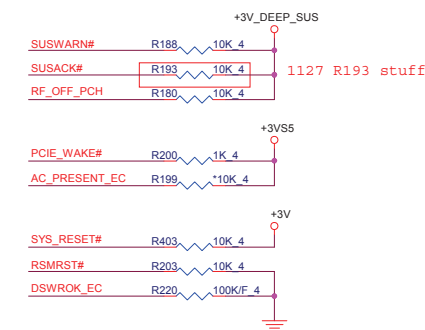 +3V_DEEP_SUS
SUSWARN# R188 10K_4
SUSACK# R193 10K_4 1127 R193 stuff
RF_OFF_PCH R180 10K_4
+3VS5
PCIE_WAKE# R200 1K_4
AC_PRESENT_EC R199 *10K_4
+3V
SYS_RESET# R403 10K_4
RSMRST# R203 10K_4
DSWROK_EC R220 100K/F_4